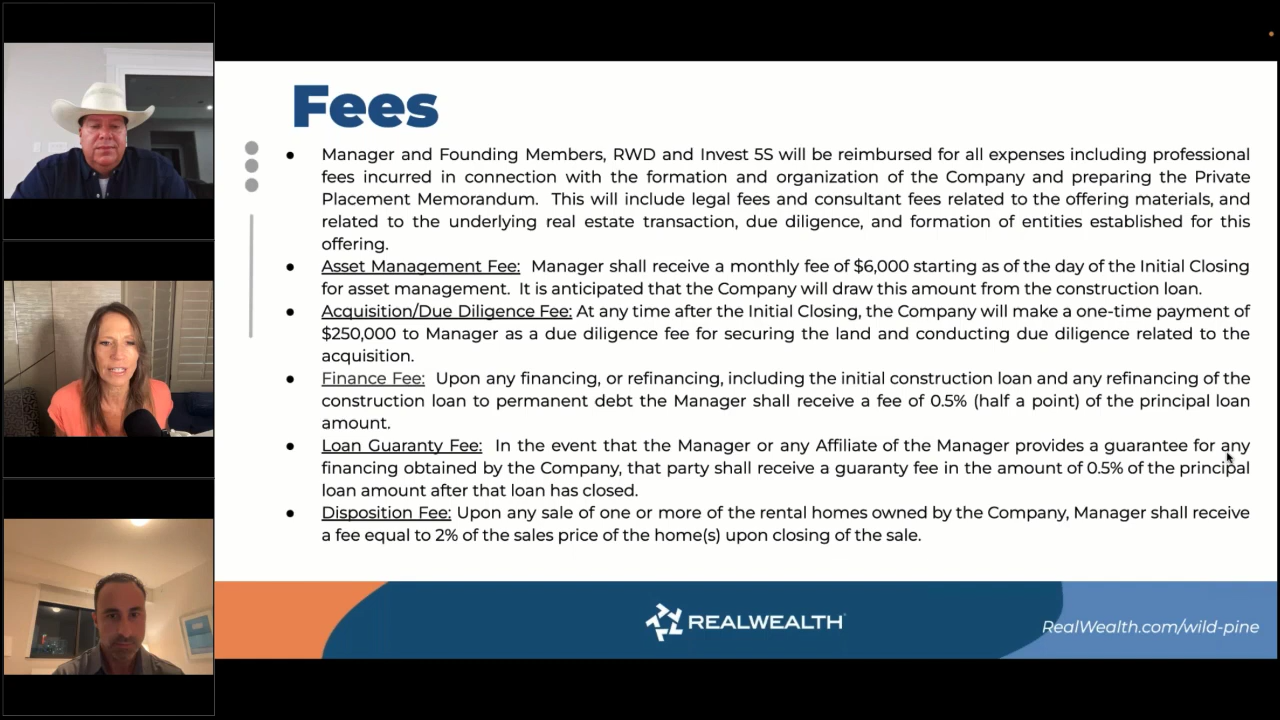 Fees
● Manager and Founding Members, RWD and Invest 5S will be reimbursed for all expenses including professional
fees incurred in connection with the formation and organization of the Company and preparing the Private
Placement Memorandum. This will include legal fees and consultant fees related to the offering materials, and
related to the underlying real estate transaction, due diligence, and formation of entities established for this
offering.
● Asset Management Fee: Manager shall receive a monthly fee of $6,000 starting as of the day of the Initial Closing
for asset management. It is anticipated that the Company will draw this amount from the construction loan.
● Acquisition/Due Diligence Fee: At any time after the Initial Closing, the Company will make a one-time payment of
$250,000 to Manager as a due diligence fee for securing the land and conducting due diligence related to the
acquisition.
● Finance Fee: Upon any financing, or refinancing, including the initial construction loan and any refinancing of the
construction loan to permanent debt the Manager shall receive a fee of 0.5% (half a point) of the principal loan
amount.
● Loan Guaranty Fee: In the event that the Manager or any Affiliate of the Manager provides a guarantee for any
financing obtained by the Company, that party shall receive a guaranty fee in the amount of 0.5% of the principal
loan amount after that loan has closed.
● Disposition Fee: Upon any sale of one or more of the rental homes owned by the Company, Manager shall receive
a fee equal to 2% of the sales price of the home(s) upon closing of the sale.
REALWEALTH
RealWealth.com/wild-pine